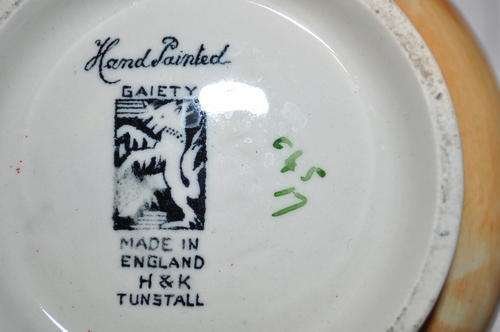 Hand Painted
GAIETY
MADE IN
ENGLAND
H & K
TUNSTALL